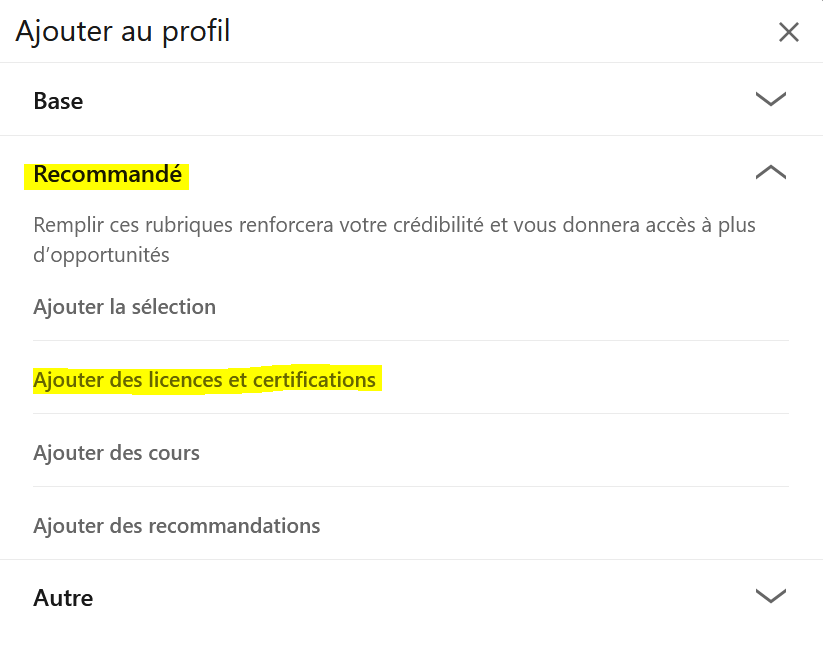 Ajouter au profil
Base
Recommandé
Remplir ces rubriques renforcera votre crédibilité et vous donnera accès à plus
d’opportunités
Ajouter la sélection
Ajouter des licences et certifications
Ajouter des cours
Ajouter des recommandations
Autre